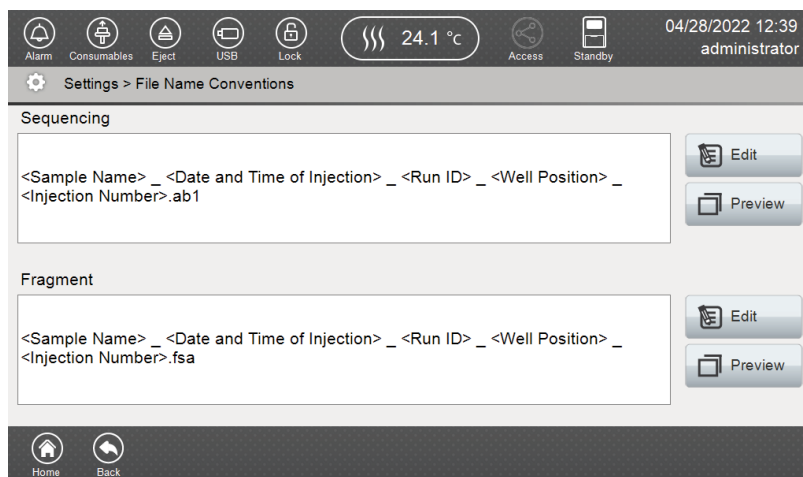 04/28/2022 12:39
24.1 °c
administrator
Alarm Consumables Eject USB Lock Access Standby
Settings > File Name Conventions
Sequencing
<Sample Name> _ <Date and Time of Injection> _ <Run ID> _ <Well Position> _
<Injection Number>.ab1
Edit
Preview
Fragment
<Sample Name> _ <Date and Time of Injection> _ <Run ID> _ <Well Position> _
<Injection Number>.fsa
Edit
Preview
Home Back